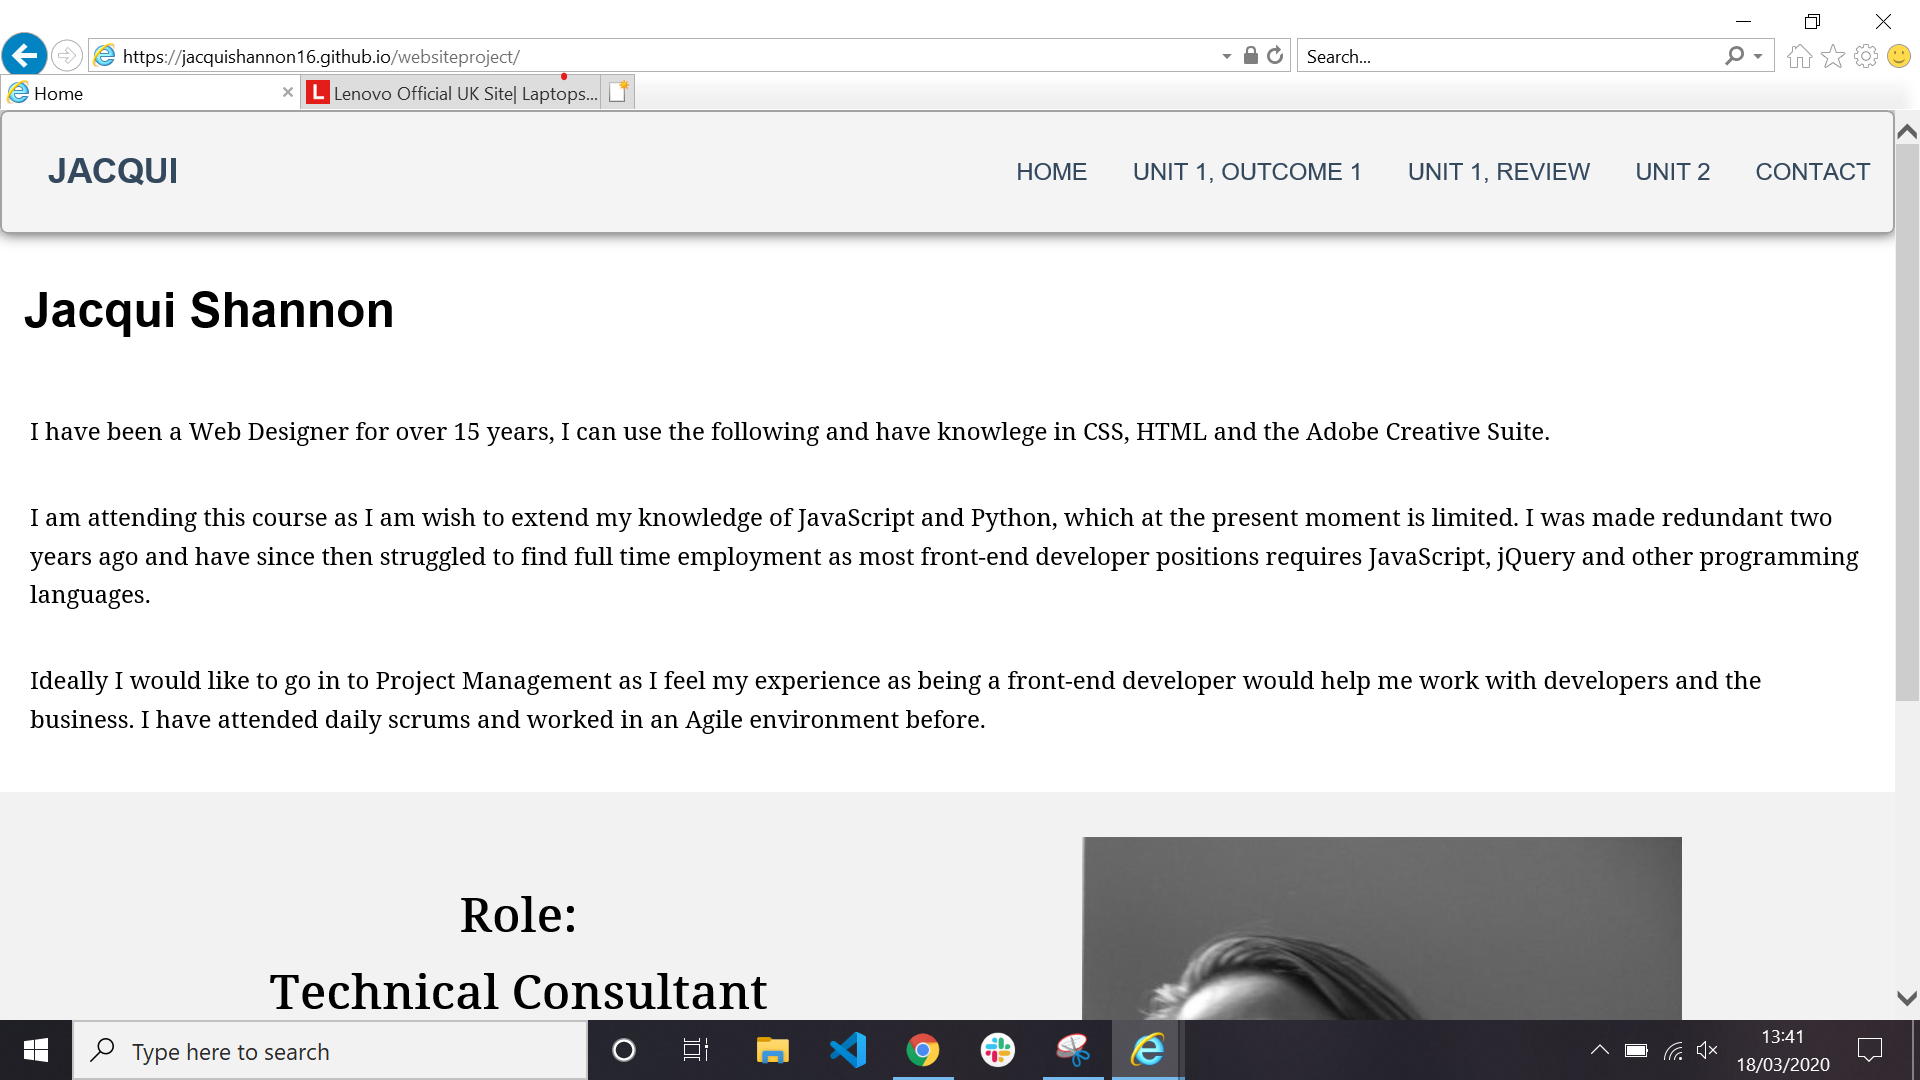 https://jacquishannon16.github.io/websiteproject/
Search...
Home
L Lenovo Official UK Site| Laptops...
JACQUI
HOME UNIT 1, OUTCOME 1 UNIT 1, REVIEW UNIT 2 CONTACT
Jacqui Shannon
I have been a Web Designer for over 15 years, I can use the following and have knowlege in CSS, HTML and the Adobe Creative Suite.
I am attending this course as I am wish to extend my knowledge of JavaScript and Python, which at the present moment is limited. I was made redundant two
years ago and have since then struggled to find full time employment as most front-end developer positions requires JavaScript, jQuery and other programming
languages.
Ideally I would like to go in to Project Management as I feel my experience as being a front-end developer would help me work with developers and the
business. I have attended daily scrums and worked in an Agile environment before.
Role:
Technical Consultant
Type here to search
13:41
18/03/2020